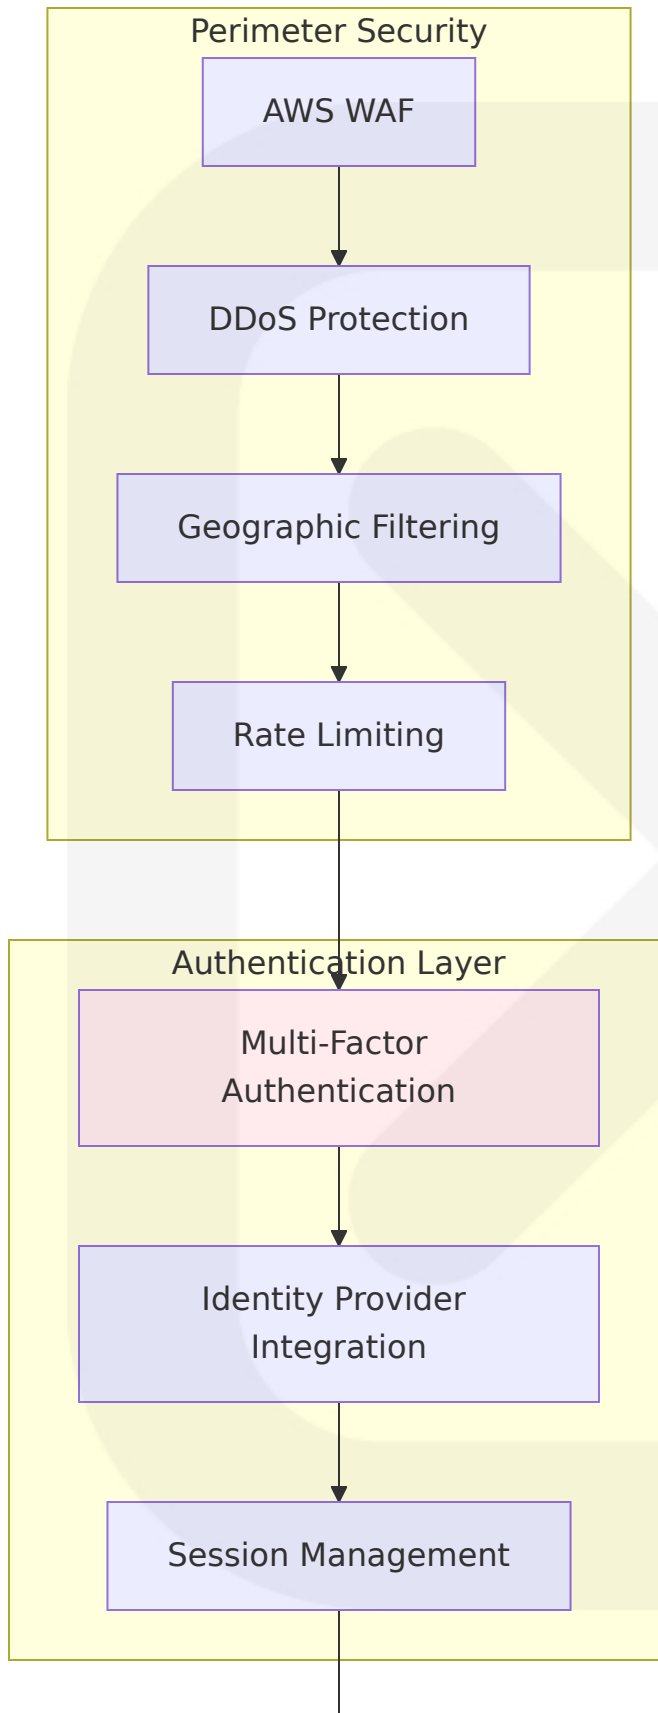 Perimeter Security
AWS WAF
DDoS Protection
Geographic Filtering
Rate Limiting
Authentication Layer
Multi-Factor
Authentication
Identity Provider
Integration
Session Management